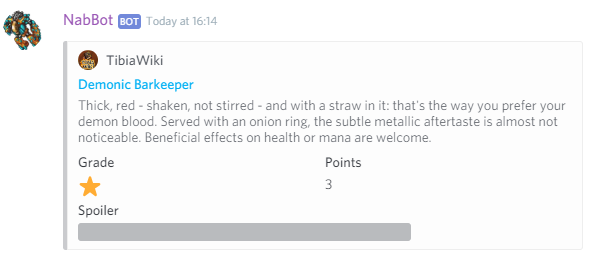 NabBot BOT Today at 16:14
TibiaWiki
Demonic Barkeeper
Thick, red - shaken, not stirred - and with a straw in it: that's the way you prefer your
demon blood. Served with an onion ring, the subtle metallic aftertaste is almost not
noticeable. Beneficial effects on health or mana are welcome.
Grade Points
3
Spoiler